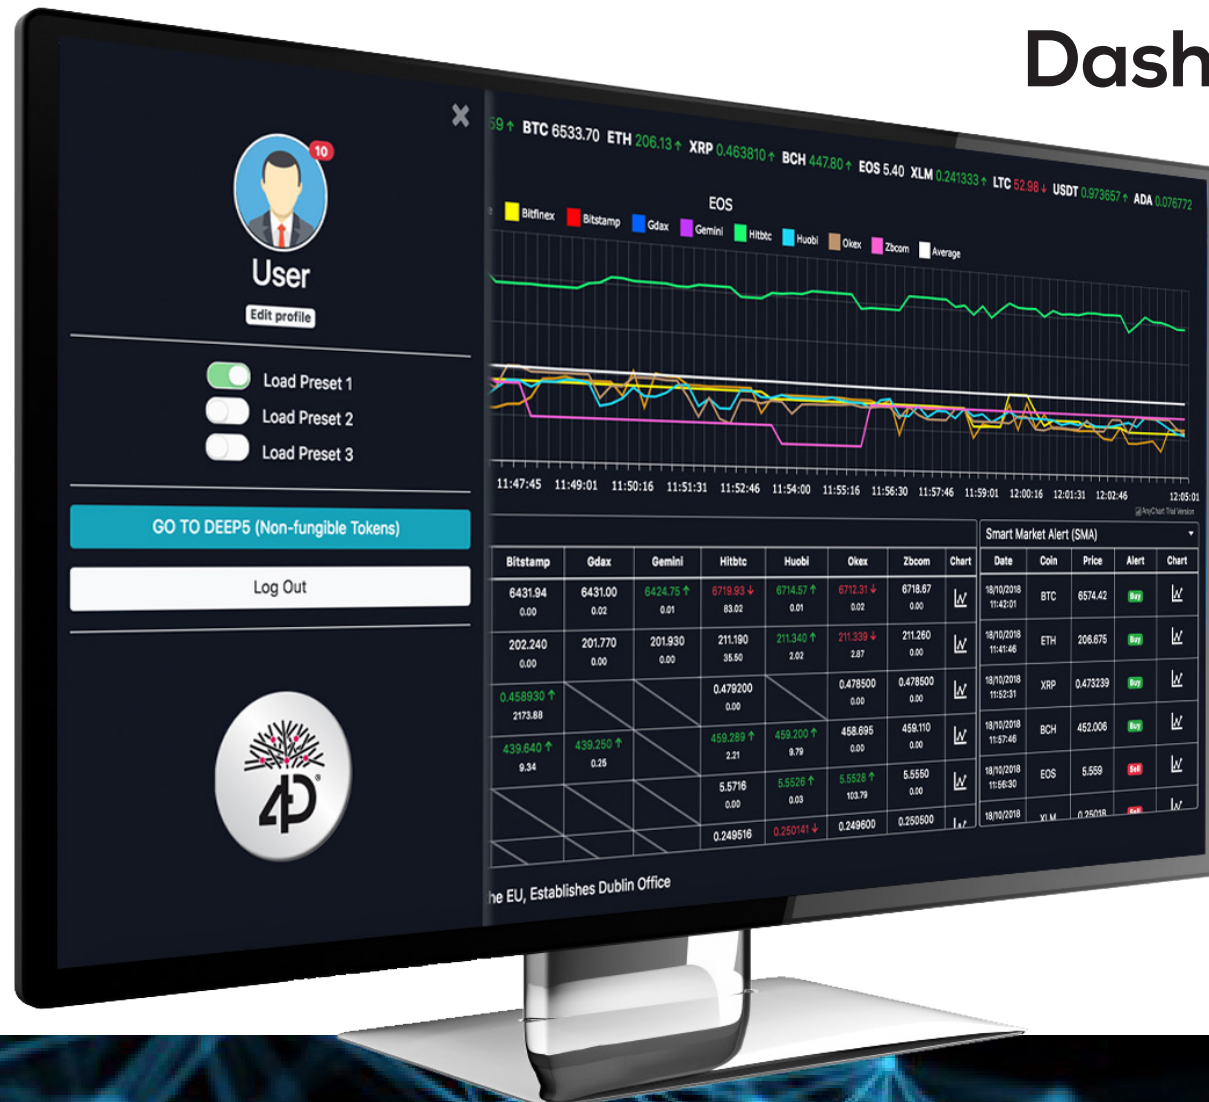 Dash
10
User
Edit profile
Load Preset 1
Load Preset 2
Load Preset 3
GO TO DEEP5 (Non-fungible Tokens)
Log Out
4D
59↑ BTC 6533.70 ETH 206.13↑ XRP 0.463810↑ BCH 447.80↑ EOS 5.40 XLM 0.241333↑ LTC 52.98↓ USDT 0.973657↑ ADA 0.076772
EOS
e Bitfinex Bitstamp Gdax Gemini Hitbtc Huobi Okex Zbcom Average
11:47:45 11:49:01 11:50:16 11:51:31 11:52:46 11:54:00 11:55:16 11:56:30 11:57:46 11:59:01 12:00:16 12:01:31 12:02:46 12:05:01
AnyChart Trial Version
Bitstamp Gdax Gemini Hitbtc Huobi Okex Zbcom Chart
6431.94 6431.00 6424.75↑ 6719.93↓ 6714.57↑ 6712.31↓ 6718.67
0.00 0.02 0.01 83.02 0.01 0.02 0.00
202.240 201.770 201.930 211.190 211.340↑ 211.339↓ 211.260
0.00 0.00 0.00 35.50 2.02 2.87 0.00
0.458930↑ 0.479200 0.478500 0.478500
2173.88 0.00 0.00 0.00
439.640↑ 439.250↑ 459.289↑ 459.200↑ 458.695 459.110
9.34 0.25 2.21 9.79 0.00 0.00
5.5716 5.5526↑ 5.5528↑ 5.5550
0.00 0.03 103.79 0.00
0.249516 0.250141↓ 0.249600 0.250500
Smart Market Alert (SMA)
Date Coin Price Alert Chart
18/10/2018
11:42:01 BTC 6574.42 Buy
18/10/2018
11:41:46 ETH 206.675 Buy
18/10/2018
11:52:31 XRP 0.473239 Buy
18/10/2018
11:57:46 BCH 452.006 Buy
18/10/2018
11:56:30 EOS 5.559 Sell
18/10/2018 XLM 0.25018 Sell
he EU, Establishes Dublin Office